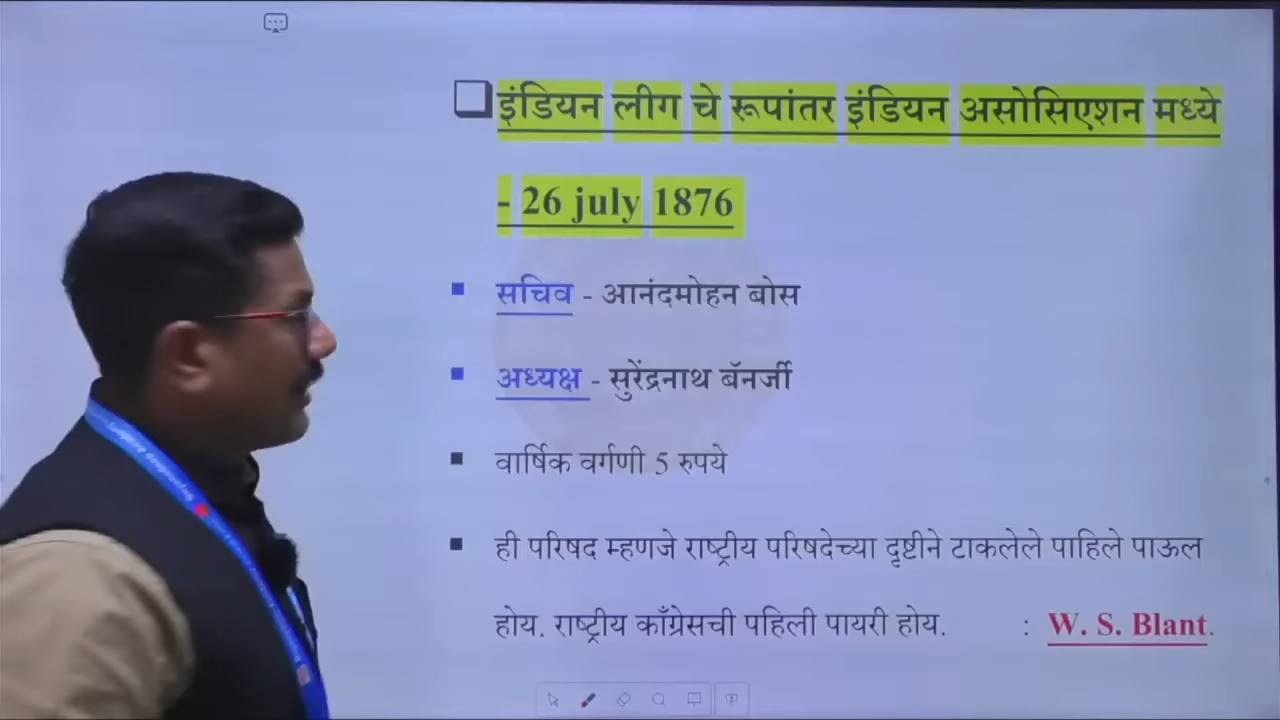 इंडियन लीग चे रूपांतर इंडियन असोसिएशन मध्ये
- 26 july 1876
सचिव - आनंदमोहन बोस
अध्यक्ष - सुरेंद्रनाथ बॅनर्जी
वार्षिक वर्गणी 5 रुपये
ही परिषद म्हणजे राष्ट्रीय परिषदेच्या दृष्टीने टाकलेले पाहिले पाऊल
होय. राष्ट्रीय काँग्रेसची पहिली पायरी होय. : W. S. Blant.